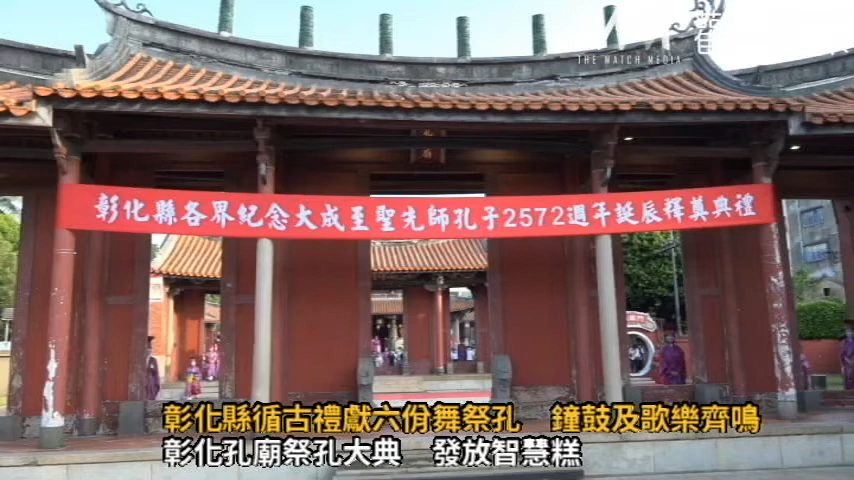 THE WATCH MEDIA
彰化縣各界紀念大成至聖先師孔子2572週年誕辰釋奠典禮
彰化縣循古禮獻六佾舞祭孔 鐘鼓及歌樂齊鳴
彰化孔廟祭孔大典 發放智慧糕